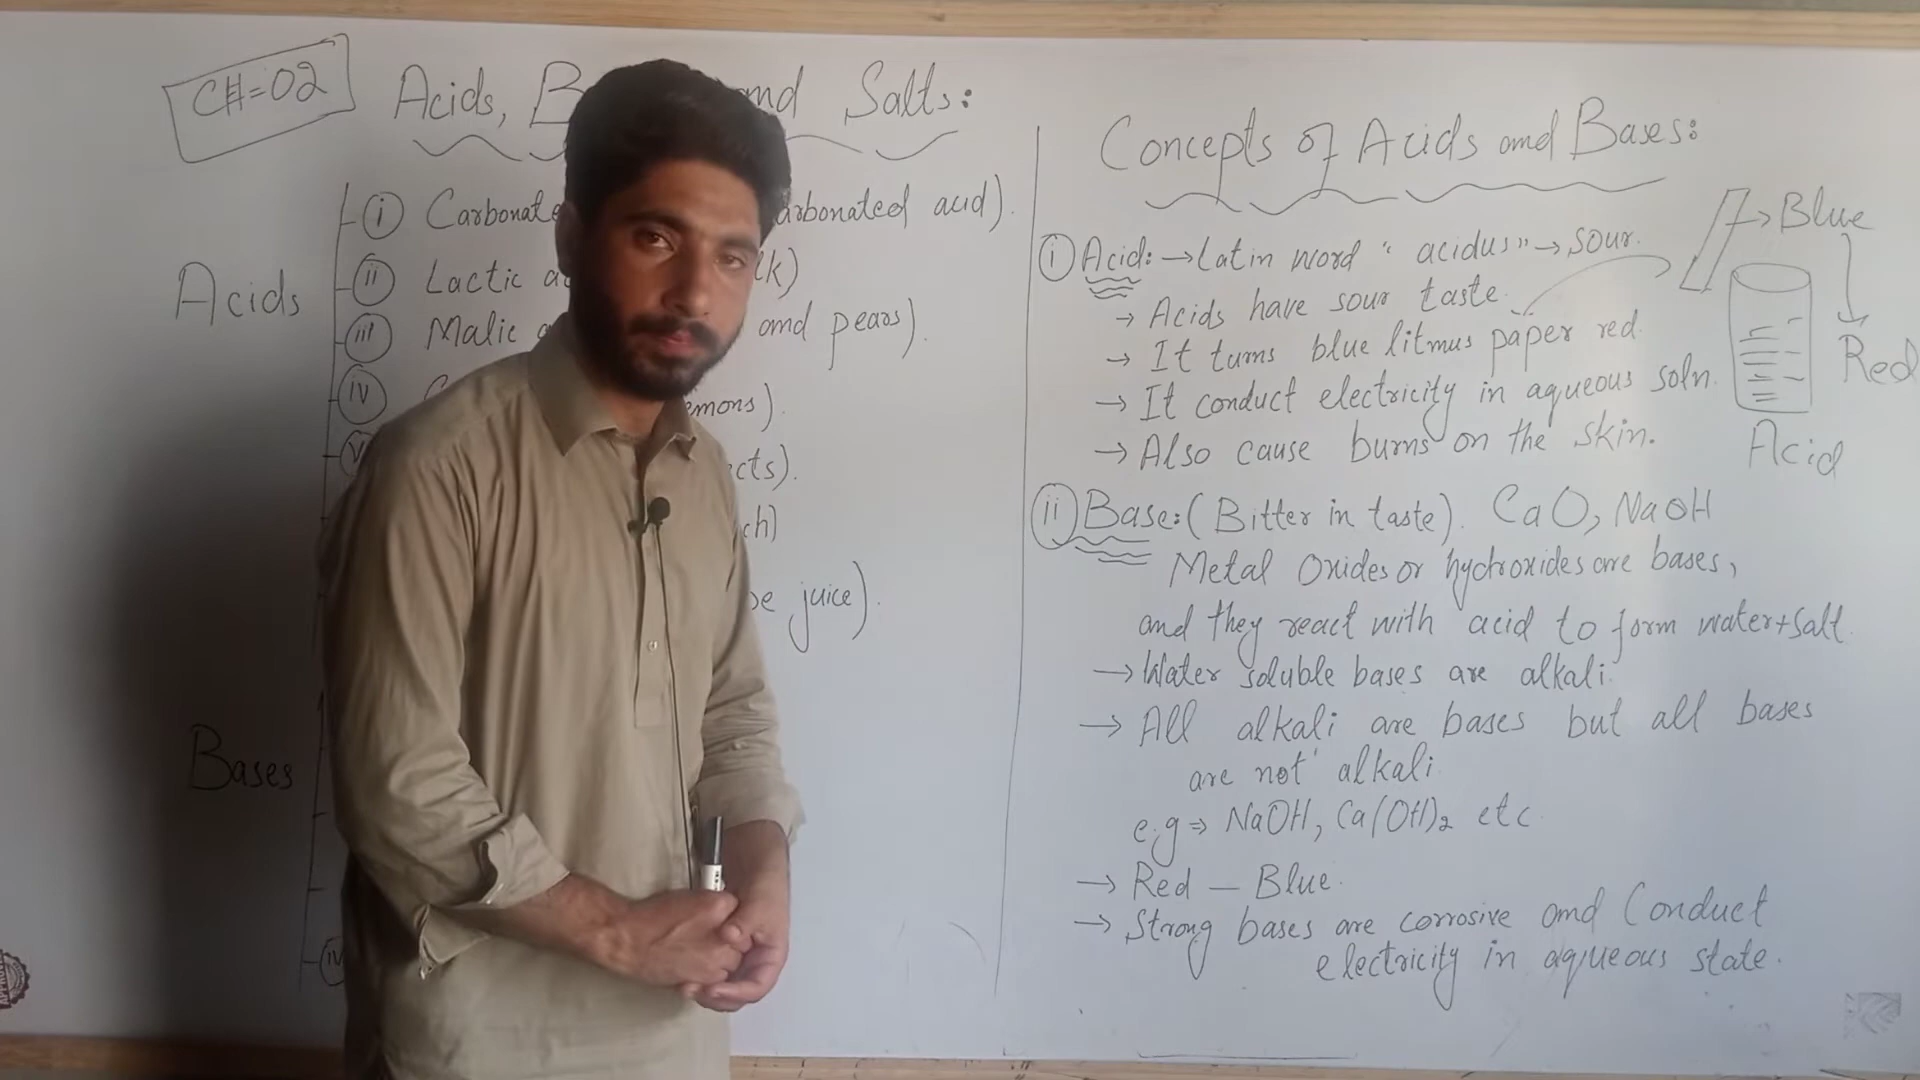 CH=02
Acids, and Salts:
Acids
i Carbonate arbonated acid).
ii Lactic lk)
iii Malic and pears).
iv emons).
v cts).
ch)
juice).
Bases
iv
Concepts of Acids and Bases:
i Acid: → Latin word "acidus" → sour.
→ Acids have sour taste.
→ It turns blue litmus paper red
→ It conduct electricity in aqueous soln.
→ Also cause burns on the skin.
→ Blue
Red
Acid
ii Base: (Bitter in taste). CaO, NaOH
Metal Oxides or hydroxides are bases,
and they react with acid to form water+salt.
→ Water soluble bases are alkali.
→ All alkali are bases but all bases
are not alkali
e.g ⇒ NaOH, Ca(OH)2 etc.
→ Red — Blue.
→ Strong bases are corrosive and Conduct
electricity in aqueous state.